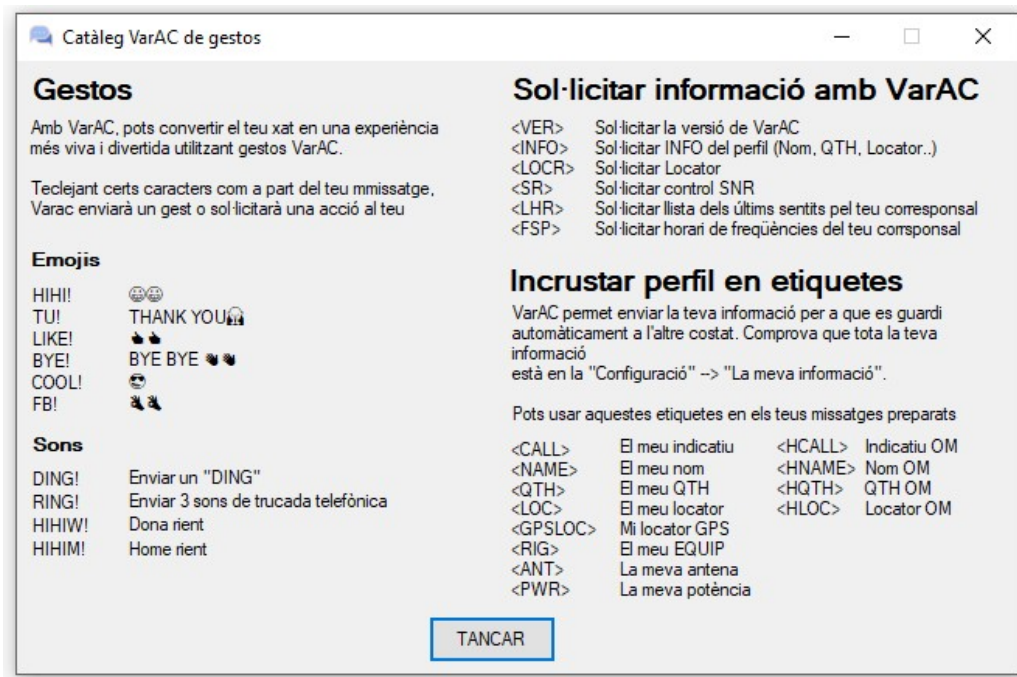 Catàleg VarAC de gestos
Gestos
Amb VarAC, pots convertir el teu xat en una experiència
més viva i divertida utilitzant gestos VarAC.
Teclejant certs caracters com a part del teu mmissatge,
Varac enviarà un gest o sol·licitarà una acció al teu
Emojis
HIHI! 😀😀
TU! THANK YOU🙏
LIKE! 👍👍
BYE! BYE BYE 👋👋
COOL! 😎
FB!
Sons
DING! Enviar un "DING"
RING! Enviar 3 sons de trucada telefònica
HIHIW! Dona rient
HIHIM! Home rient
Sol·licitar informació amb VarAC
<VER> Sol·licitar la versió de VarAC
<INFO> Sol·licitar INFO del perfil (Nom, QTH, Locator..)
<LOCR> Sol·licitar Locator
<SR> Sol·licitar control SNR
<LHR> Sol·licitar llista dels últims sentits pel teu corresponsal
<FSP> Sol·licitar horari de freqüències del teu corrsponsal
Incrustar perfil en etiquetes
VarAC permet enviar la teva informació per a que es guardi
automàticament a l'altre costat. Comprova que tota la teva
informació
està en la "Configuració" --> "La meva informació".
Pots usar aquestes etiquetes en els teus missatges preparats
<CALL> El meu indicatiu <HCALL> Indicatiu OM
<NAME> El meu nom <HNAME> Nom OM
<QTH> El meu QTH <HQTH> QTH OM
<LOC> El meu locator <HLOC> Locator OM
<GPSLOC> Mi locator GPS
<RIG> El meu EQUIP
<ANT> La meva antena
<PWR> La meva potència
TANCAR